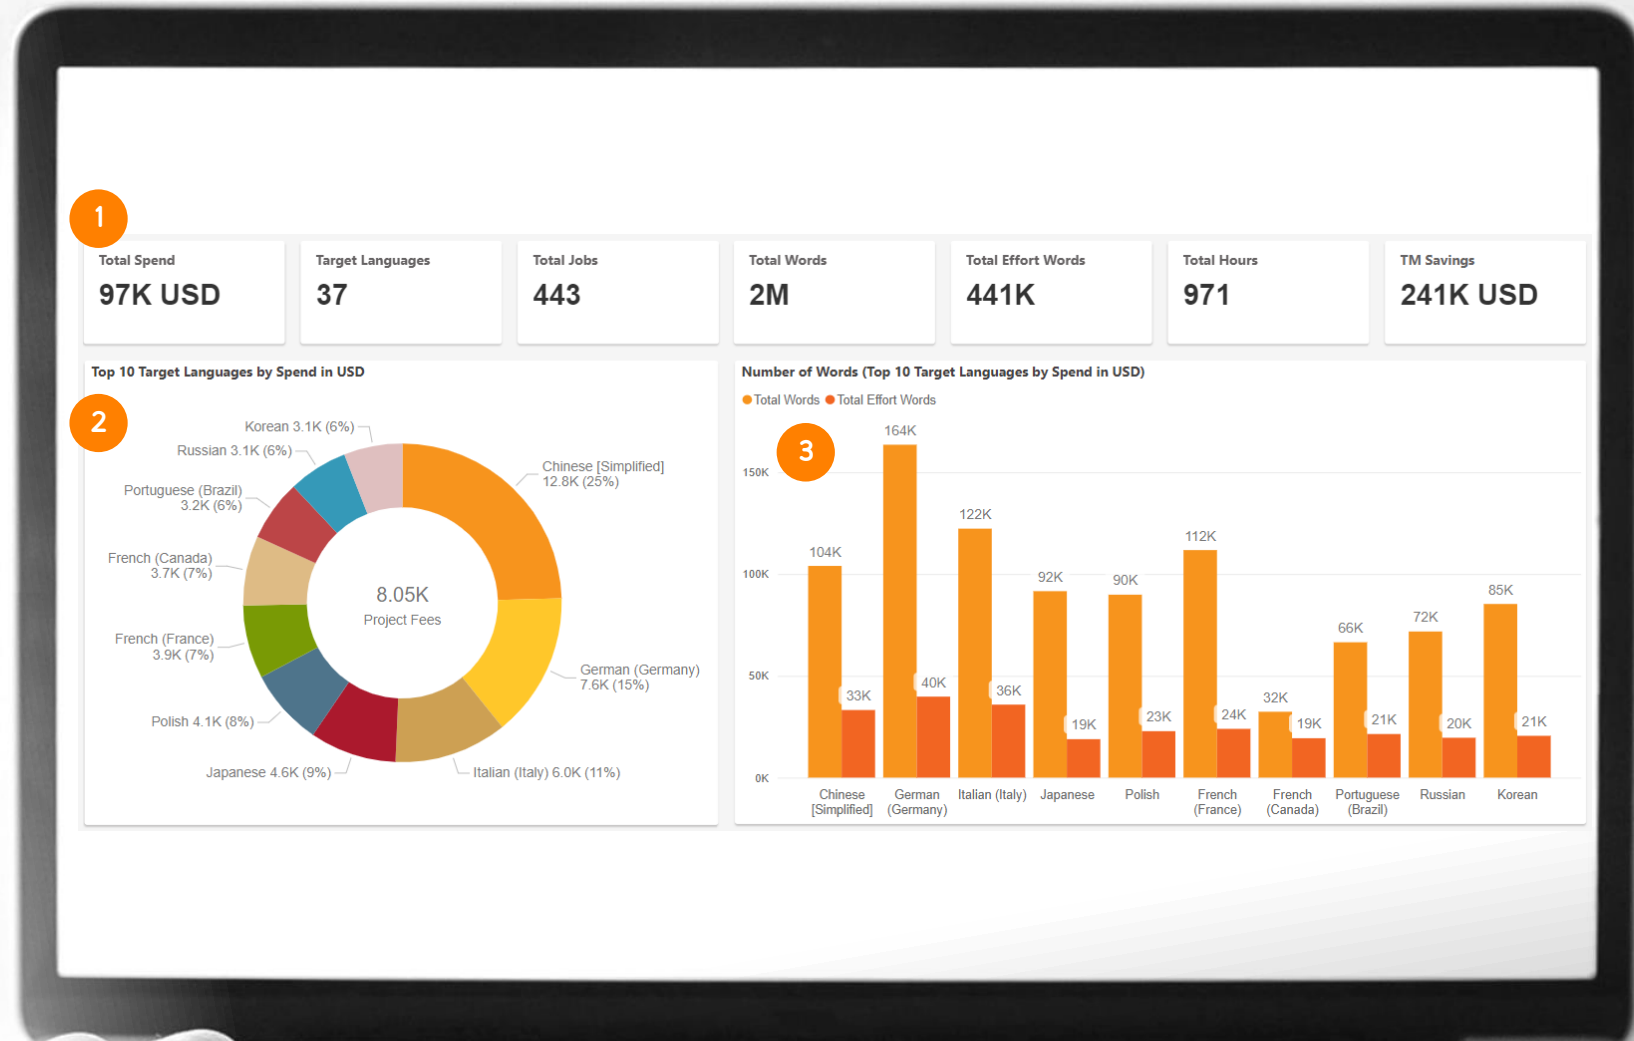 1
Total Spend
97K USD
Target Languages
37
Total Jobs
443
Total Words
2M
Total Effort Words
441K
Total Hours
971
TM Savings
241K USD
Top 10 Target Languages by Spend in USD
2
Korean 3.1K (6%)
Russian 3.1K (6%)
Portuguese (Brazil)
3.2K (6%)
French (Canada)
3.7K (7%)
French (France)
3.9K (7%)
Polish 4.1K (8%)
Japanese 4.6K (9%)
Italian (Italy) 6.0K (11%)
German (Germany)
7.6K (15%)
Chinese [Simplified]
12.8K (25%)
8.05K
Project Fees
Number of Words (Top 10 Target Languages by Spend in USD)
Total Words Total Effort Words
3
150K
100K
50K
0K
104K
33K
164K
40K
122K
36K
92K
19K
90K
23K
112K
24K
32K
19K
66K
21K
72K
20K
85K
21K
Chinese
[Simplified]
German
(Germany)
Italian (Italy)
Japanese
Polish
French
(France)
French
(Canada)
Portuguese
(Brazil)
Russian
Korean